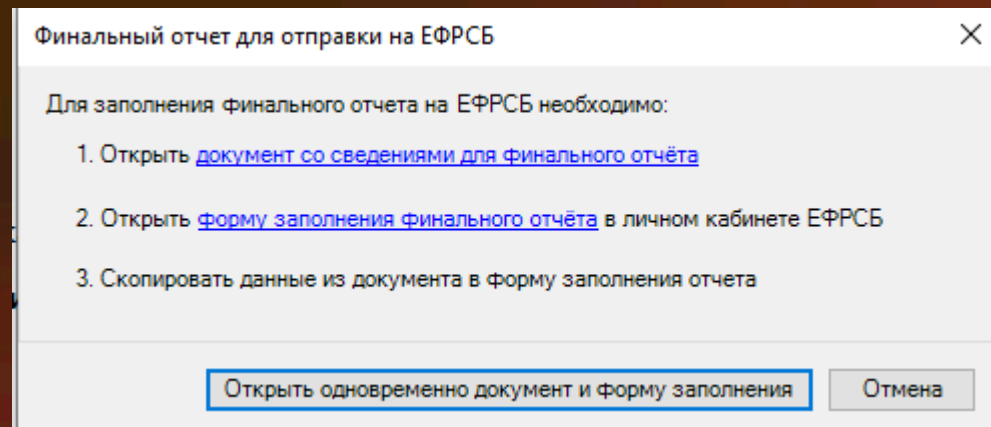 Финальный отчет для отправки на ЕФРСБ
Для заполнения финального отчета на ЕФРСБ необходимо:
1. Открыть документ со сведениями для финального отчёта
2. Открыть форму заполнения финального отчёта в личном кабинете ЕФРСБ
3. Скопировать данные из документа в форму заполнения отчета
Открыть одновременно документ и форму заполнения
Отмена